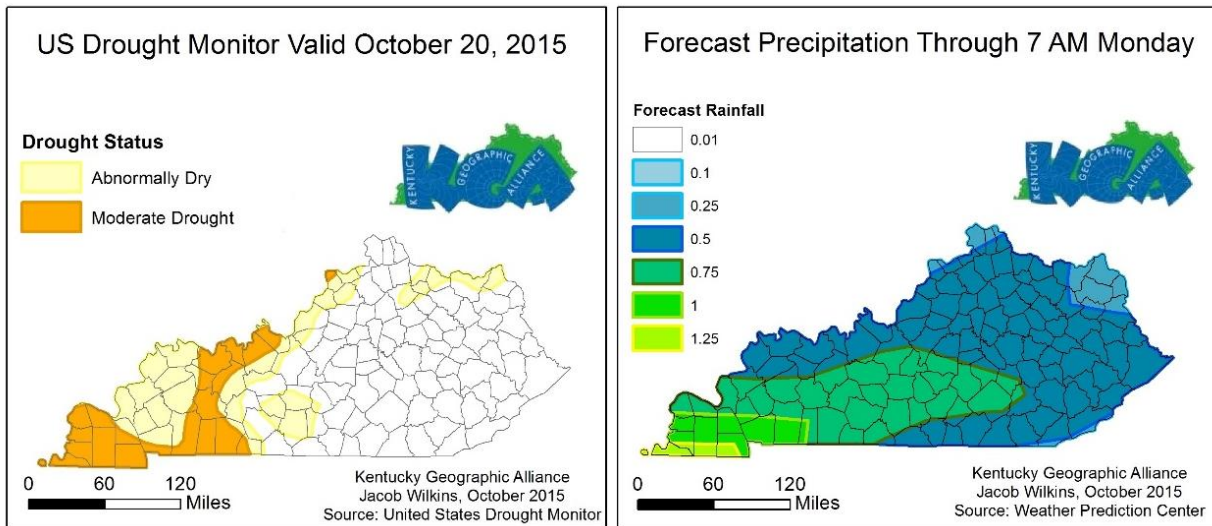 US Drought Monitor Valid October 20, 2015
Drought Status
Abnormally Dry
Moderate Drought
KENTUCKY
GEOGRAPHIC
ALLIANCE
KGA
0 60 120
Miles
Kentucky Geographic Alliance
Jacob Wilkins, October 2015
Source: United States Drought Monitor
Forecast Precipitation Through 7 AM Monday
Forecast Rainfall
0.01
0.1
0.25
0.5
0.75
1
1.25
KENTUCKY
GEOGRAPHIC
ALLIANCE
KGA
0 60 120
Miles
Kentucky Geographic Alliance
Jacob Wilkins, October 2015
Source: Weather Prediction Center